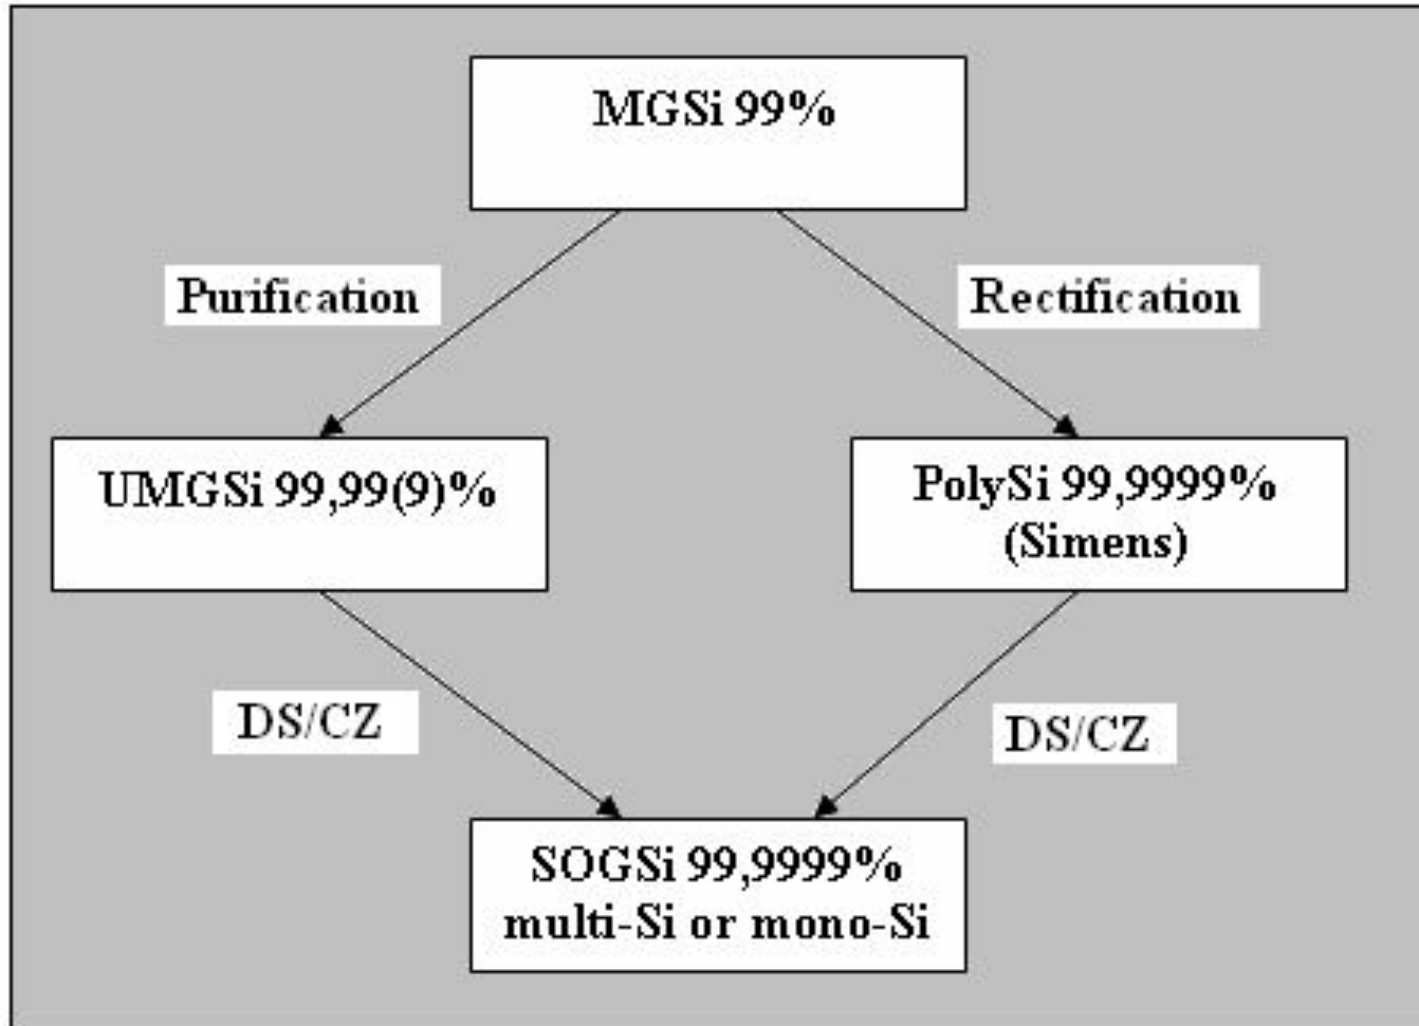 MGSi 99%
Purification
Rectification
UMGSi 99,99(9)%
PolySi 99,9999%
(Simens)
DS/CZ
DS/CZ
SOGSi 99,9999%
multi-Si or mono-Si